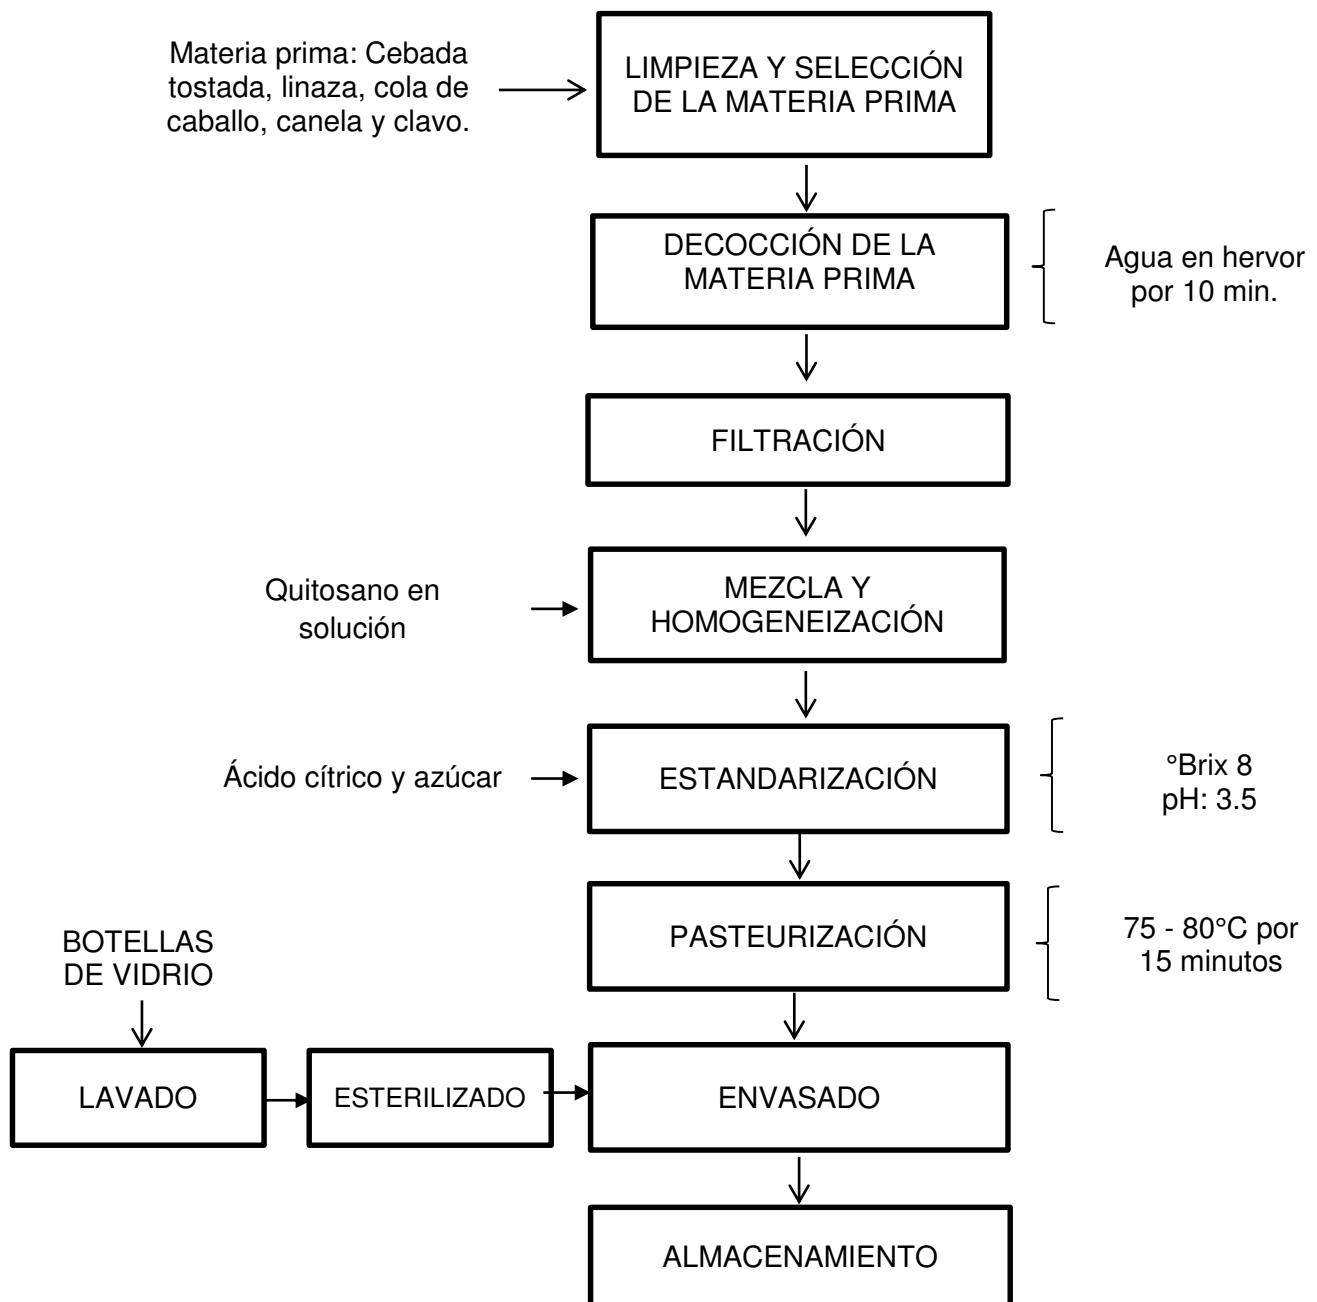 Materia prima: Cebada
tostada, linaza, cola de
caballo, canela y clavo.
LIMPIEZA Y SELECCIÓN
DE LA MATERIA PRIMA
DECOCCIÓN DE LA
MATERIA PRIMA
Agua en hervor
por 10 min.
FILTRACIÓN
Quitosano en
solución
MEZCLA Y
HOMOGENEIZACIÓN
Ácido cítrico y azúcar
ESTANDARIZACIÓN
°Brix 8
pH: 3.5
PASTEURIZACIÓN
75 - 80°C por
15 minutos
BOTELLAS
DE VIDRIO
LAVADO
ESTERILIZADO
ENVASADO
ALMACENAMIENTO